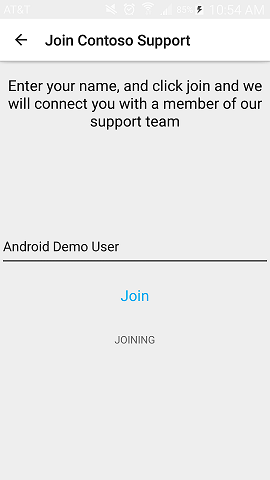 AT&T 88% 10:54 AM
Join Contoso Support
Enter your name, and click join and we
will connect you with a member of our
support team
Android Demo User
Join
JOINING